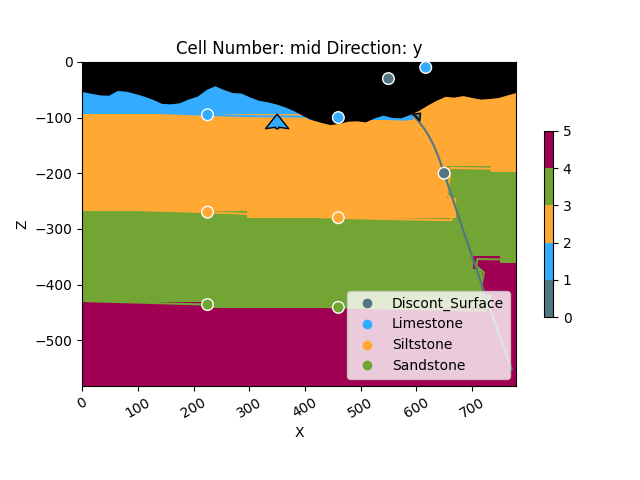 Cell Number: mid Direction: y
0
−100
−200
−300
−400
−500
Z
0
100
200
300
400
500
600
700
X
Discont_Surface
Limestone
Siltstone
Sandstone
5
4
3
2
1
0